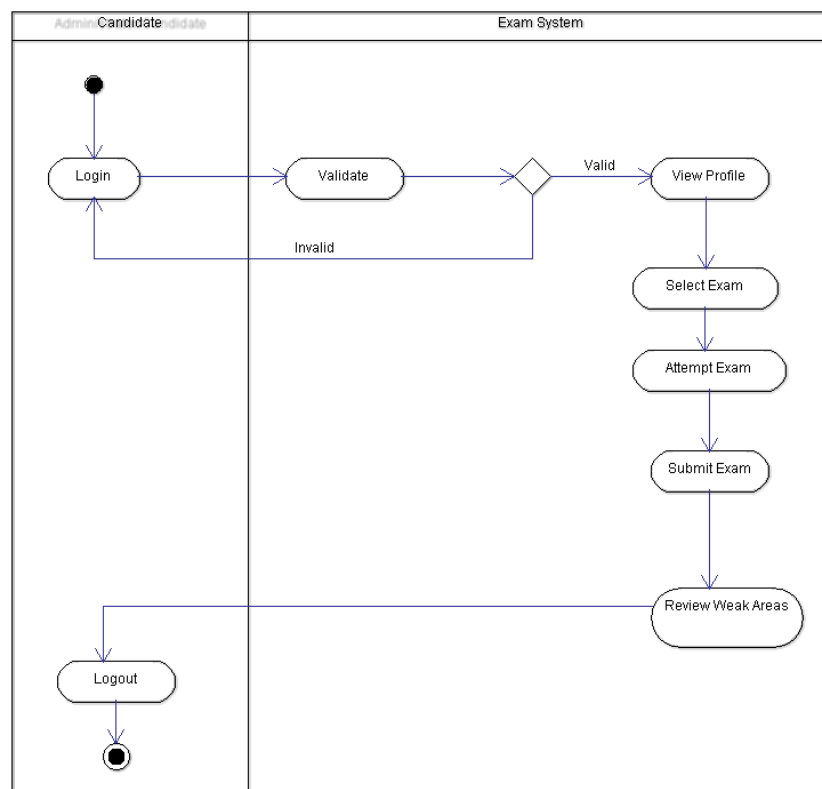 Candidate
Exam System
Login
Validate
Valid
View Profile
Invalid
Select Exam
Attempt Exam
Submit Exam
Review Weak Areas
Logout